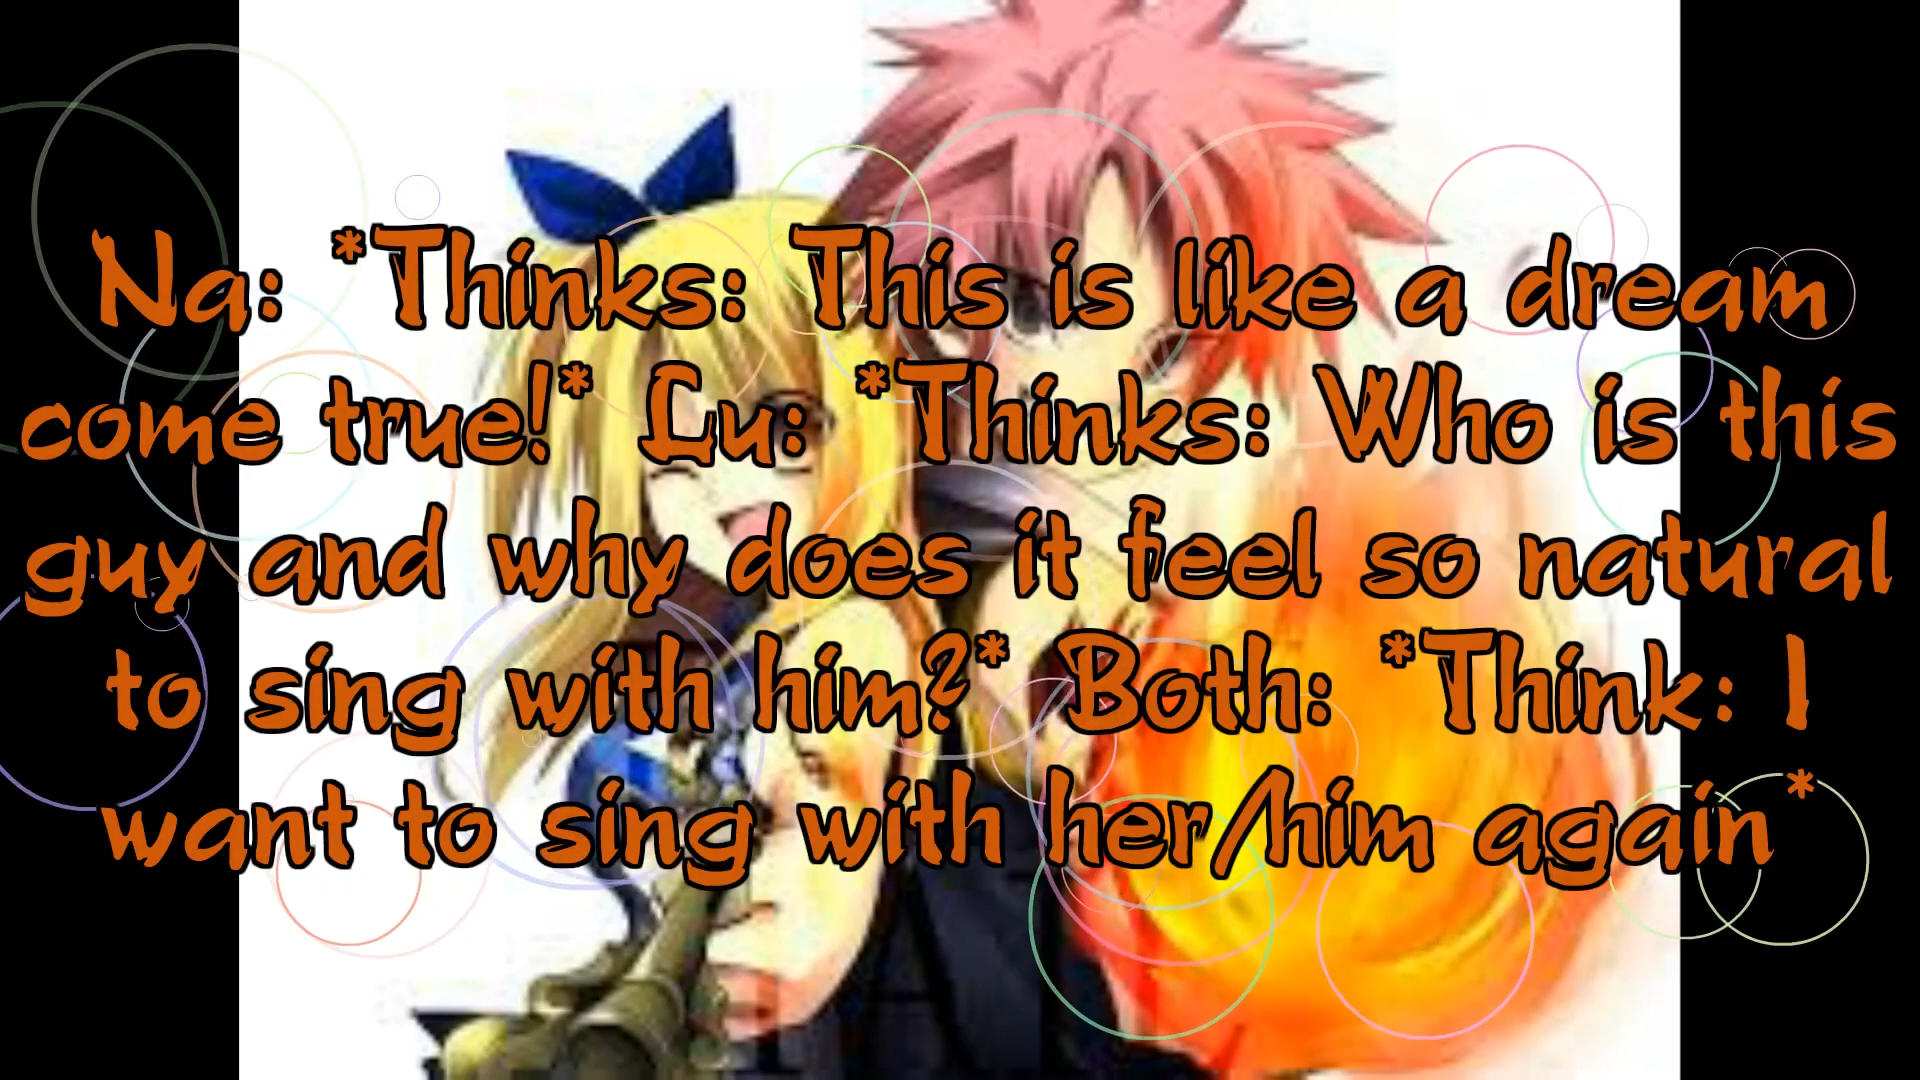 Na: *Thinks: This is like a dream
come true!* Lu: *Thinks: Who is this
guy and why does it feel so natural
to sing with him?* Both: *Think: I
want to sing with her/him again*